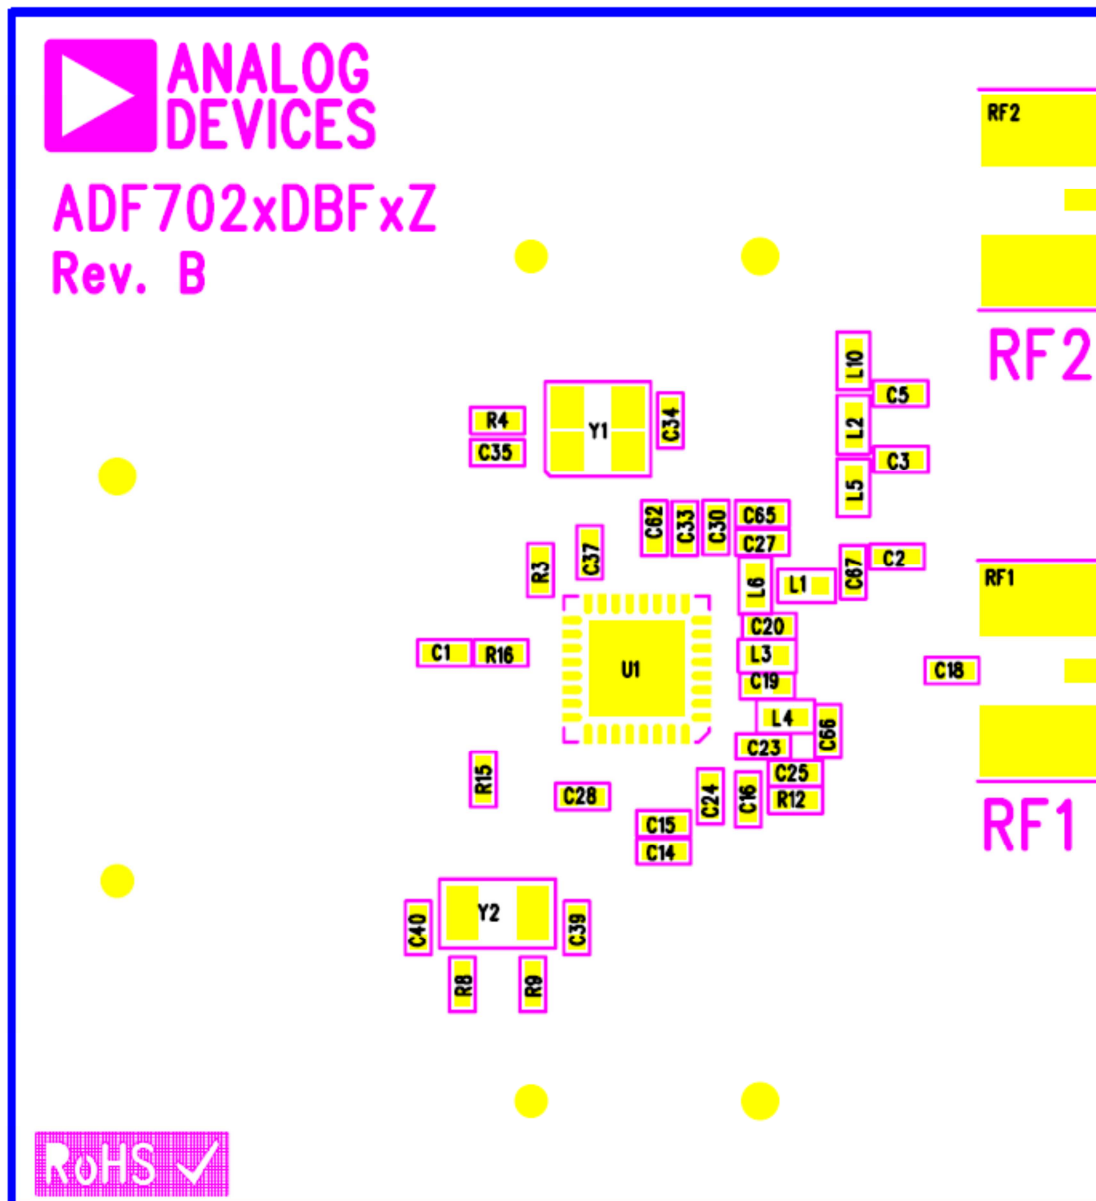 ANALOG
DEVICES
RF2
ADF702xDBFxZ
Rev. B
RF2
L10
C5
R4
Y1
C34
L2
C35
C3
L5
C62
C33
C30
C65
C27
R3
C37
C67
C2
L6
L1
RF1
C20
C1
R16
U1
L3
C18
C19
L4
C66
C23
R15
C28
C24
C16
C25
R12
C15
RF1
C14
C40
Y2
C39
R8
R9
RoHS